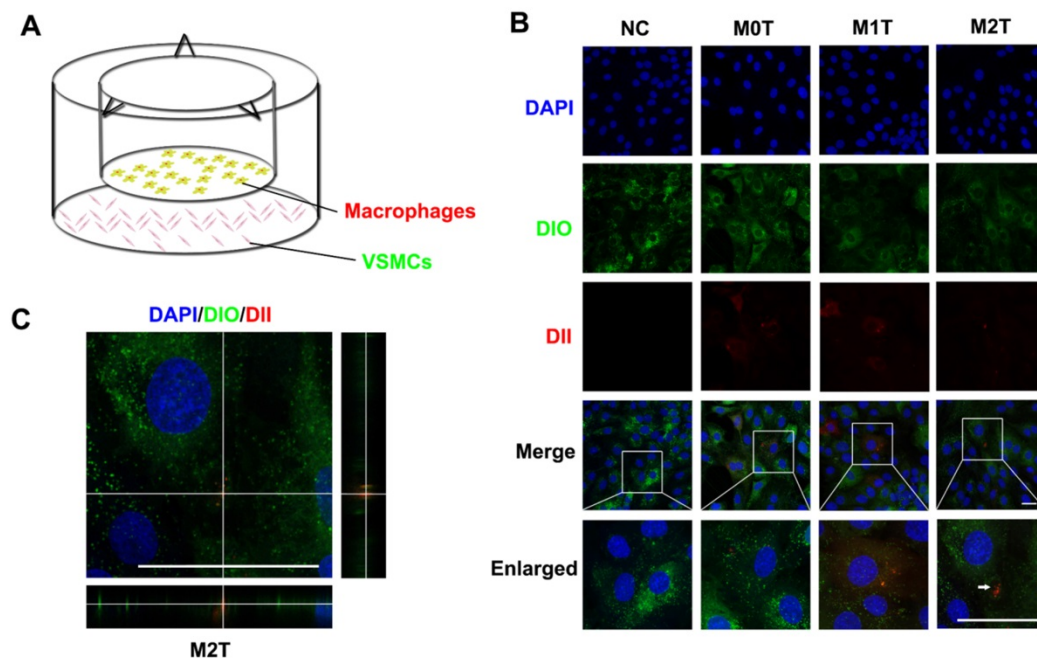 A
Macrophages
VSMCs
B
NC M0T M1T M2T
DAPI
DIO
DII
Merge
Enlarged
C
DAPI/DIO/DII
M2T